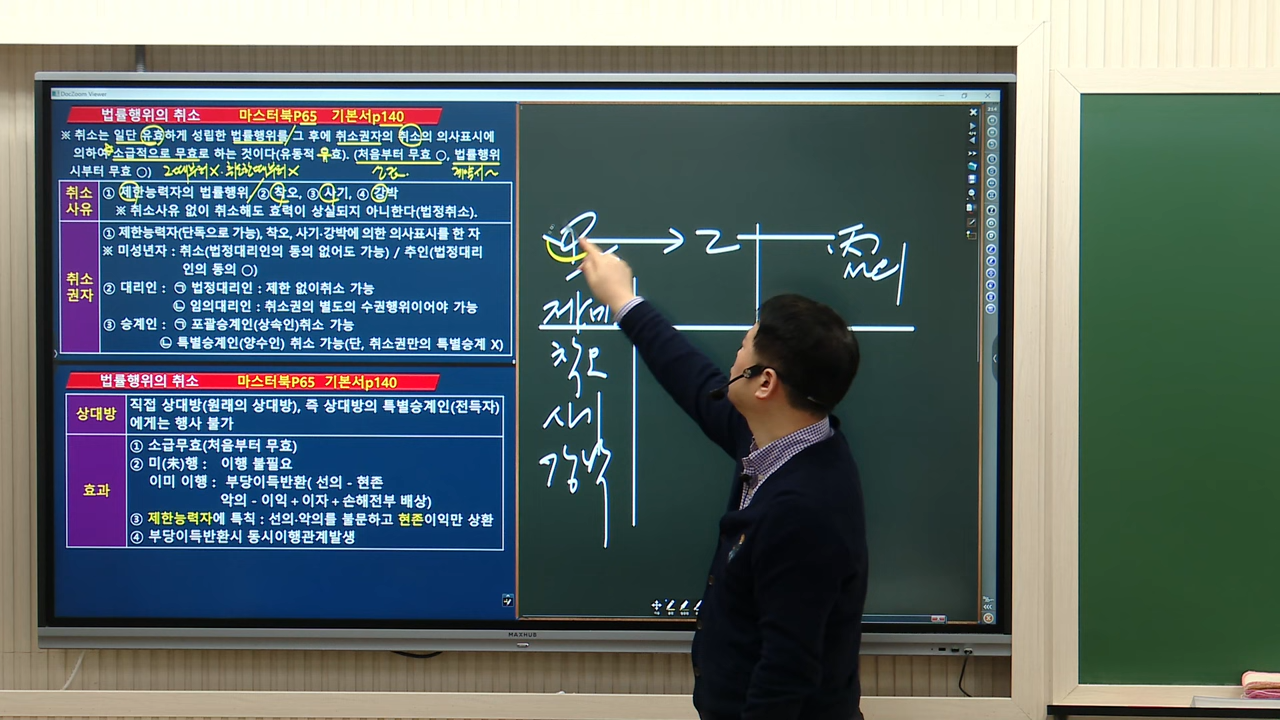 DocZoom Viewer
법률행위의 취소 마스터북P65 기본서p140
※ 취소는 일단 유효하게 성립한 법률행위를 그 후에 취소권자의 취소의 의사표시에
의하여 소급적으로 무효로 하는 것이다(유동적 유효). (처음부터 무효 ○, 법률행위
시부터 무효 ○)
취소
사유
① 제한능력자의 법률행위 ② 착오, ③ 사기, ④ 강박
※ 취소사유 없이 취소해도 효력이 상실되지 아니한다(법정취소).
취소
권자
① 제한능력자(단독으로 가능), 착오, 사기·강박에 의한 의사표시를 한 자
※ 미성년자 : 취소(법정대리인의 동의 없어도 가능) / 추인(법정대리
인의 동의 ○)
② 대리인 : ㉠ 법정대리인 : 제한 없이취소 가능
㉡ 임의대리인 : 취소권의 별도의 수권행위이어야 가능
③ 승계인 : ㉠ 포괄승계인(상속인)취소 가능
㉡ 특별승계인(양수인) 취소 가능(단, 취소권만의 특별승계 X)
법률행위의 취소 마스터북P65 기본서p140
상대방
직접 상대방(원래의 상대방), 즉 상대방의 특별승계인(전득자)
에게는 행사 불가
효과
① 소급무효(처음부터 무효)
② 미(未)행 : 이행 불필요
이미 이행 : 부당이득반환( 선의 - 현존
악의 - 이익+이자+손해전부 배상)
③ 제한능력자에 특칙 : 선의·악의를 불문하고 현존이익만 상환
④ 부당이득반환시 동시이행관계발생
乙
착오
사기
강박
MAXHUB